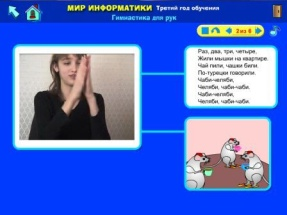 МИР ИНФОРМАТИКИ Третий год обучения
Гимнастика для рук
3 из 6
Раз, два, три, четыре,
Жили мышки на квартире.
Чай пили, чашки били.
По-турецки говорили.
Чаби-челяби,
Челяби, чаби-чаби.
Чаби-челяби,
Челяби, чаби-чаби.